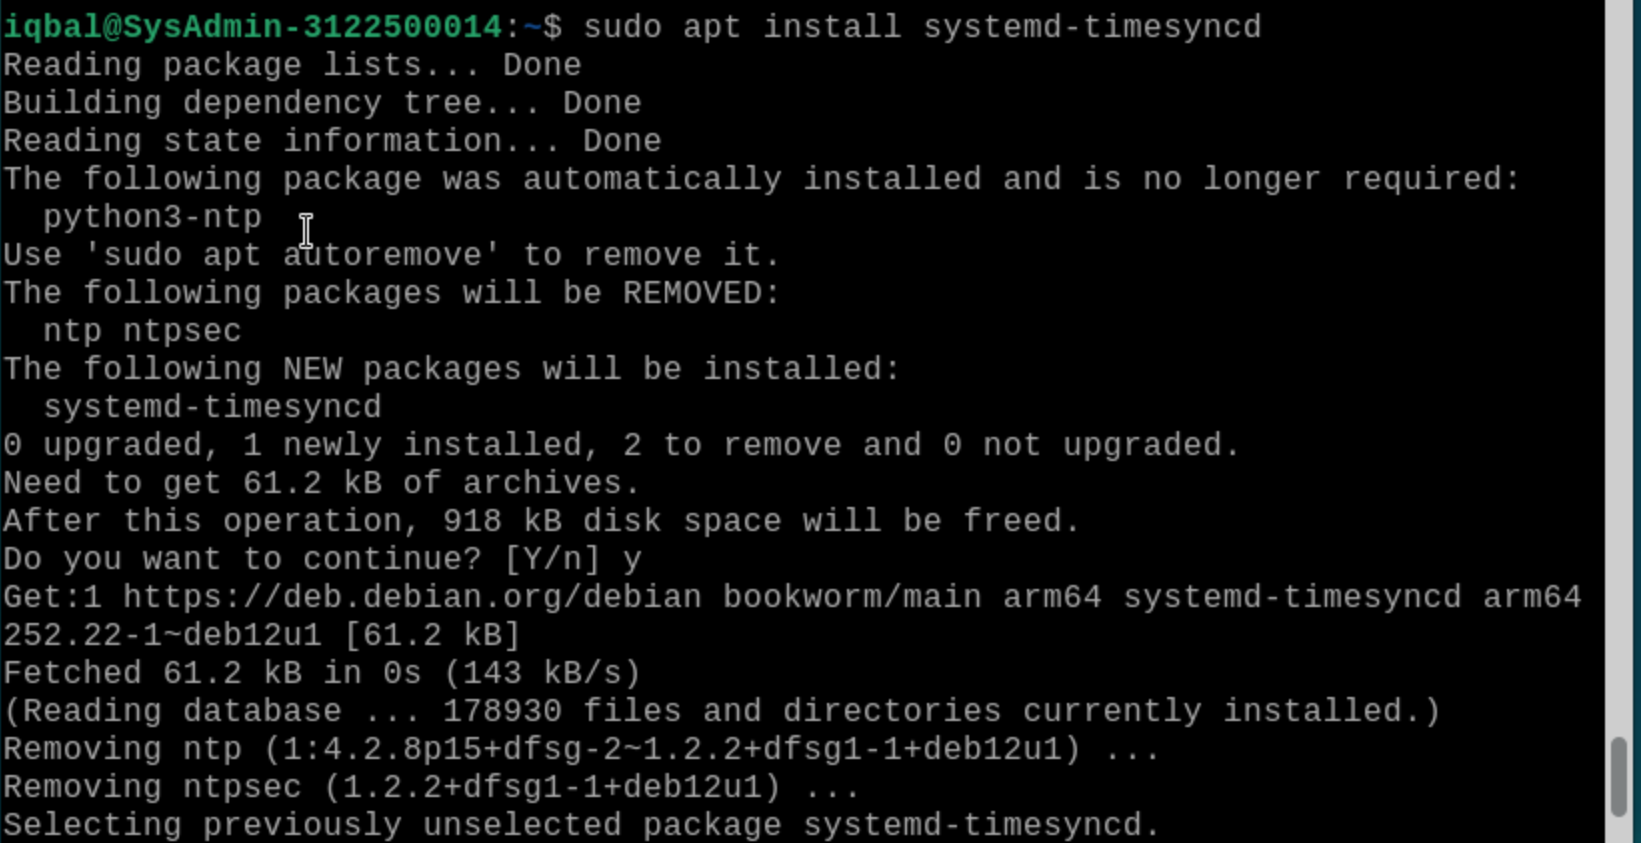 iqbal@SysAdmin-3122500014:~$ sudo apt install systemd-timesyncd
Reading package lists... Done
Building dependency tree... Done
Reading state information... Done
The following package was automatically installed and is no longer required:
  python3-ntp
Use 'sudo apt autoremove' to remove it.
The following packages will be REMOVED:
  ntp ntpsec
The following NEW packages will be installed:
  systemd-timesyncd
0 upgraded, 1 newly installed, 2 to remove and 0 not upgraded.
Need to get 61.2 kB of archives.
After this operation, 918 kB disk space will be freed.
Do you want to continue? [Y/n] y
Get:1 https://deb.debian.org/debian bookworm/main arm64 systemd-timesyncd arm64
252.22-1~deb12u1 [61.2 kB]
Fetched 61.2 kB in 0s (143 kB/s)
(Reading database ... 178930 files and directories currently installed.)
Removing ntp (1:4.2.8p15+dfsg-2~1.2.2+dfsg1-1+deb12u1) ...
Removing ntpsec (1.2.2+dfsg1-1+deb12u1) ...
Selecting previously unselected package systemd-timesyncd.